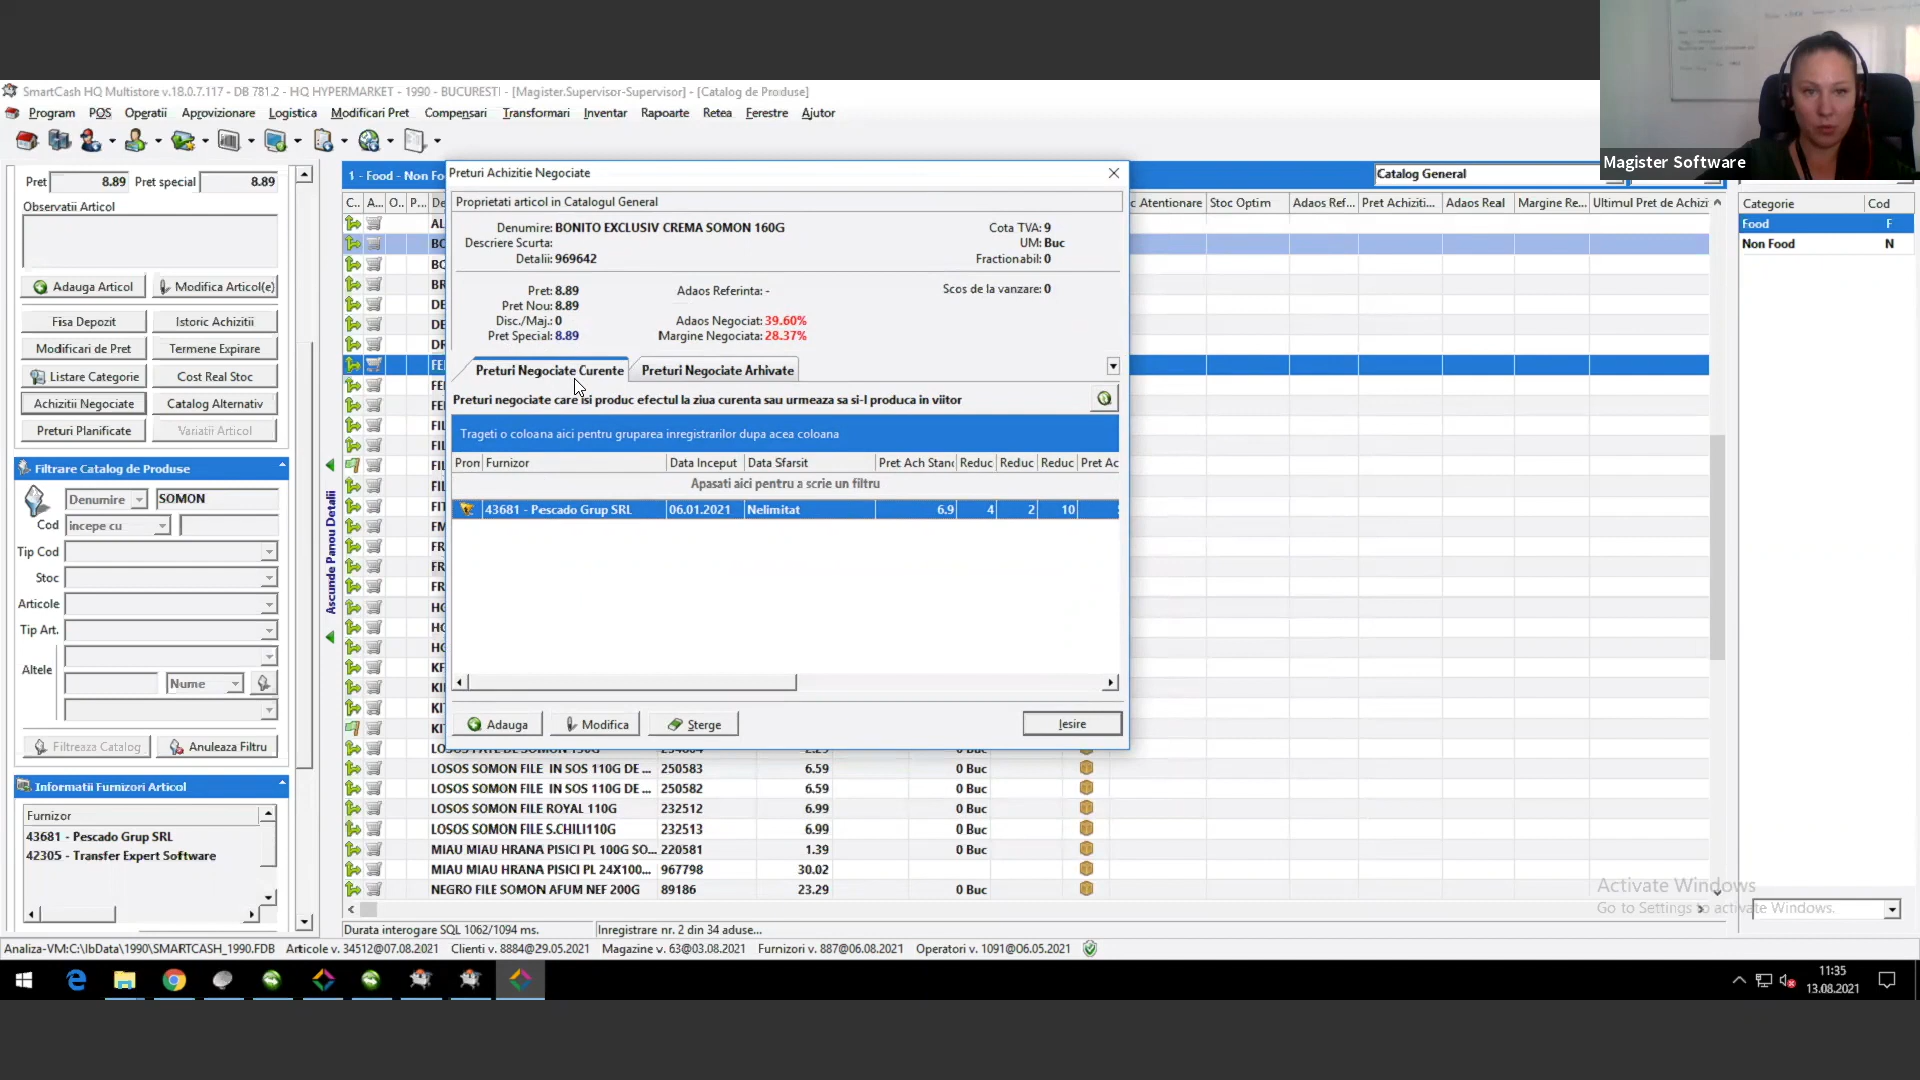 Magister Software
SmartCash HQ Multistore v.18.0.7.117 - DB 781.2 - HQ HYPERMARKET - 1990 - BUCURESTI - [Magister.Supervisor-Supervisor] - [Catalog de Produse]
Program POS Operatii Aprovizionare Logistica Modificari Pret Compensari Transformari Inventar Rapoarte Retea Ferestre Ajutor
Pret 8.89 Pret special 8.89
Observatii Articol
Adauga Articol Modifica Articol(e)
Fisa Depozit Istoric Achizitii
Modificari de Pret Termene Expirare
Listare Categorie Cost Real Stoc
Achizitii Negociate Catalog Alternativ
Preturi Planificate Variatii Articol
Filtrare Catalog de Produse
Denumire SOMON
Cod incepe cu
Tip Cod
Stoc
Articole
Tip Art.
Altele
Nume
Filtreaza Catalog Anuleaza Filtru
Informatii Furnizori Articol
Furnizor
43681 - Pescado Grup SRL
42305 - Transfer Expert Software
Ascunde Panou Detalii
1 - Food - Non Fo
Catalog General
C.. A... O.. P... De
c Atentionare Stoc Optim Adaos Ref... Pret Achiziti... Adaos Real Margine Re... Ultimul Pret de Achizi
Categorie Cod
Food F
Non Food N
AL
BC
BR
DE
DE
DR
FE
FE
FE
FIL
FIL
FIL
FIL
FIT
FM
FR
FR
FR
HC
HC
HC
KF
KII
KIT
KIT
Preturi Achizitie Negociate
Proprietati articol in Catalogul General
Denumire: BONITO EXCLUSIV CREMA SOMON 160G Cota TVA: 9
Descriere Scurta: UM: Buc
Detalii: 969642 Fractionabil: 0
Pret: 8.89 Adaos Referinta: - Scos de la vanzare: 0
Pret Nou: 8.89
Disc./Maj.: 0 Adaos Negociat: 39.60%
Pret Special: 8.89 Margine Negociata: 28.37%
Preturi Negociate Curente Preturi Negociate Arhivate
Preturi negociate care isi produc efectul la ziua curenta sau urmeaza sa si-l produca in viitor
Trageti o coloana aici pentru gruparea inregistrarilor dupa acea coloana
Pron Furnizor Data Inceput Data Sfarsit Pret Ach Stand Reduc Reduc Reduc Pret Ac
Apasati aici pentru a scrie un filtru
43681 - Pescado Grup SRL 06.01.2021 Nelimitat 6.9 4 2 10
Adauga Modifica Sterge Iesire
LOSOS SOMON FILE IN SOS 110G DE ... 250583 6.59 0 Buc
LOSOS SOMON FILE IN SOS 110G DE ... 250582 6.59 0 Buc
LOSOS SOMON FILE ROYAL 110G 232512 6.99 0 Buc
LOSOS SOMON FILE S.CHILI110G 232513 6.99 0 Buc
MIAU MIAU HRANA PISICI PL 100G SO... 220581 1.39 0 Buc
MIAU MIAU HRANA PISICI PL 24X100... 967798 30.02
NEGRO FILE SOMON AFUM NEF 200G 89186 23.29 0 Buc
Activate Windows
Go to Settings to activate Windows.
Durata interogare SQL 1062/1094 ms. Inregistrare nr. 2 din 34 aduse...
Analiza-VM:C:\IbData\1990\SMARTCASH_1990.FDB Articole v. 34512@07.08.2021 Clienti v. 8884@29.05.2021 Magazine v. 63@03.08.2021 Furnizori v. 887@06.08.2021 Operatori v. 1091@06.05.2021
11:35
13.08.2021